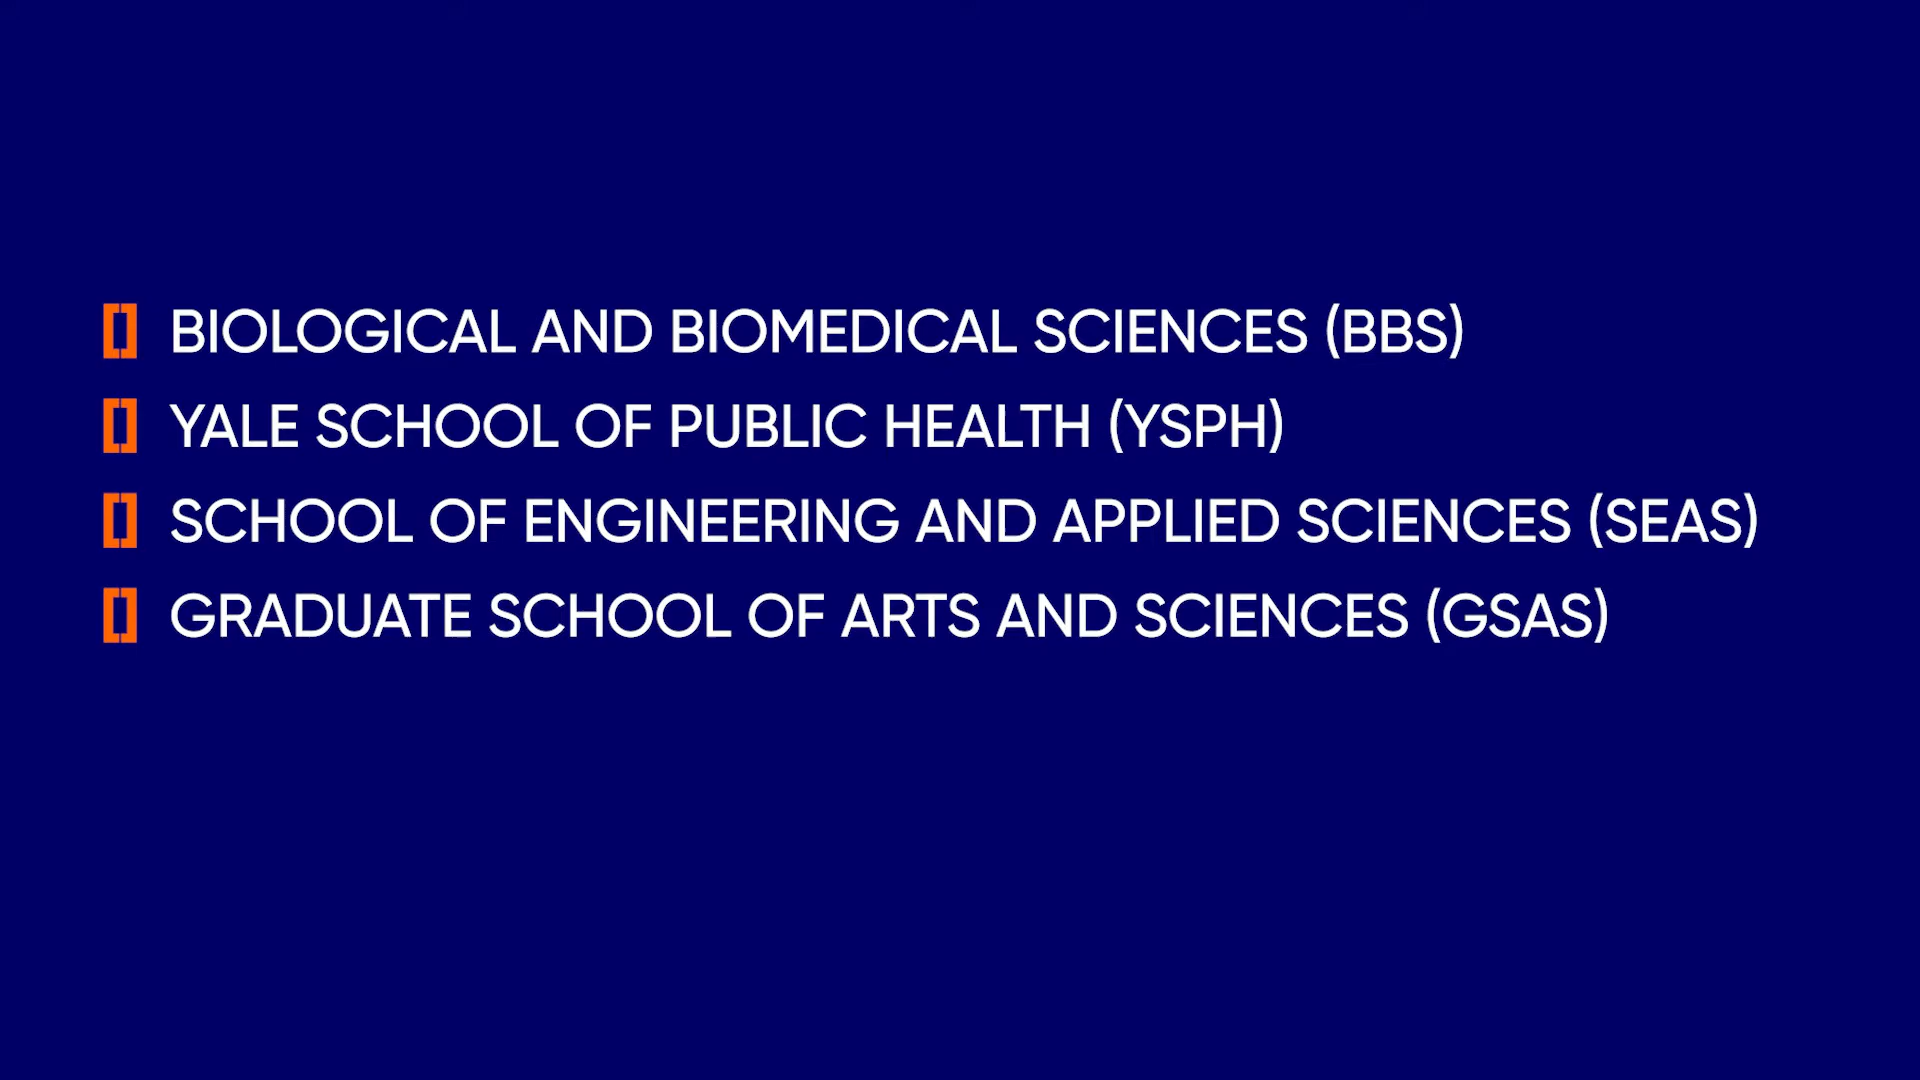 BIOLOGICAL AND BIOMEDICAL SCIENCES (BBS)
YALE SCHOOL OF PUBLIC HEALTH (YSPH)
SCHOOL OF ENGINEERING AND APPLIED SCIENCES (SEAS)
GRADUATE SCHOOL OF ARTS AND SCIENCES (GSAS)